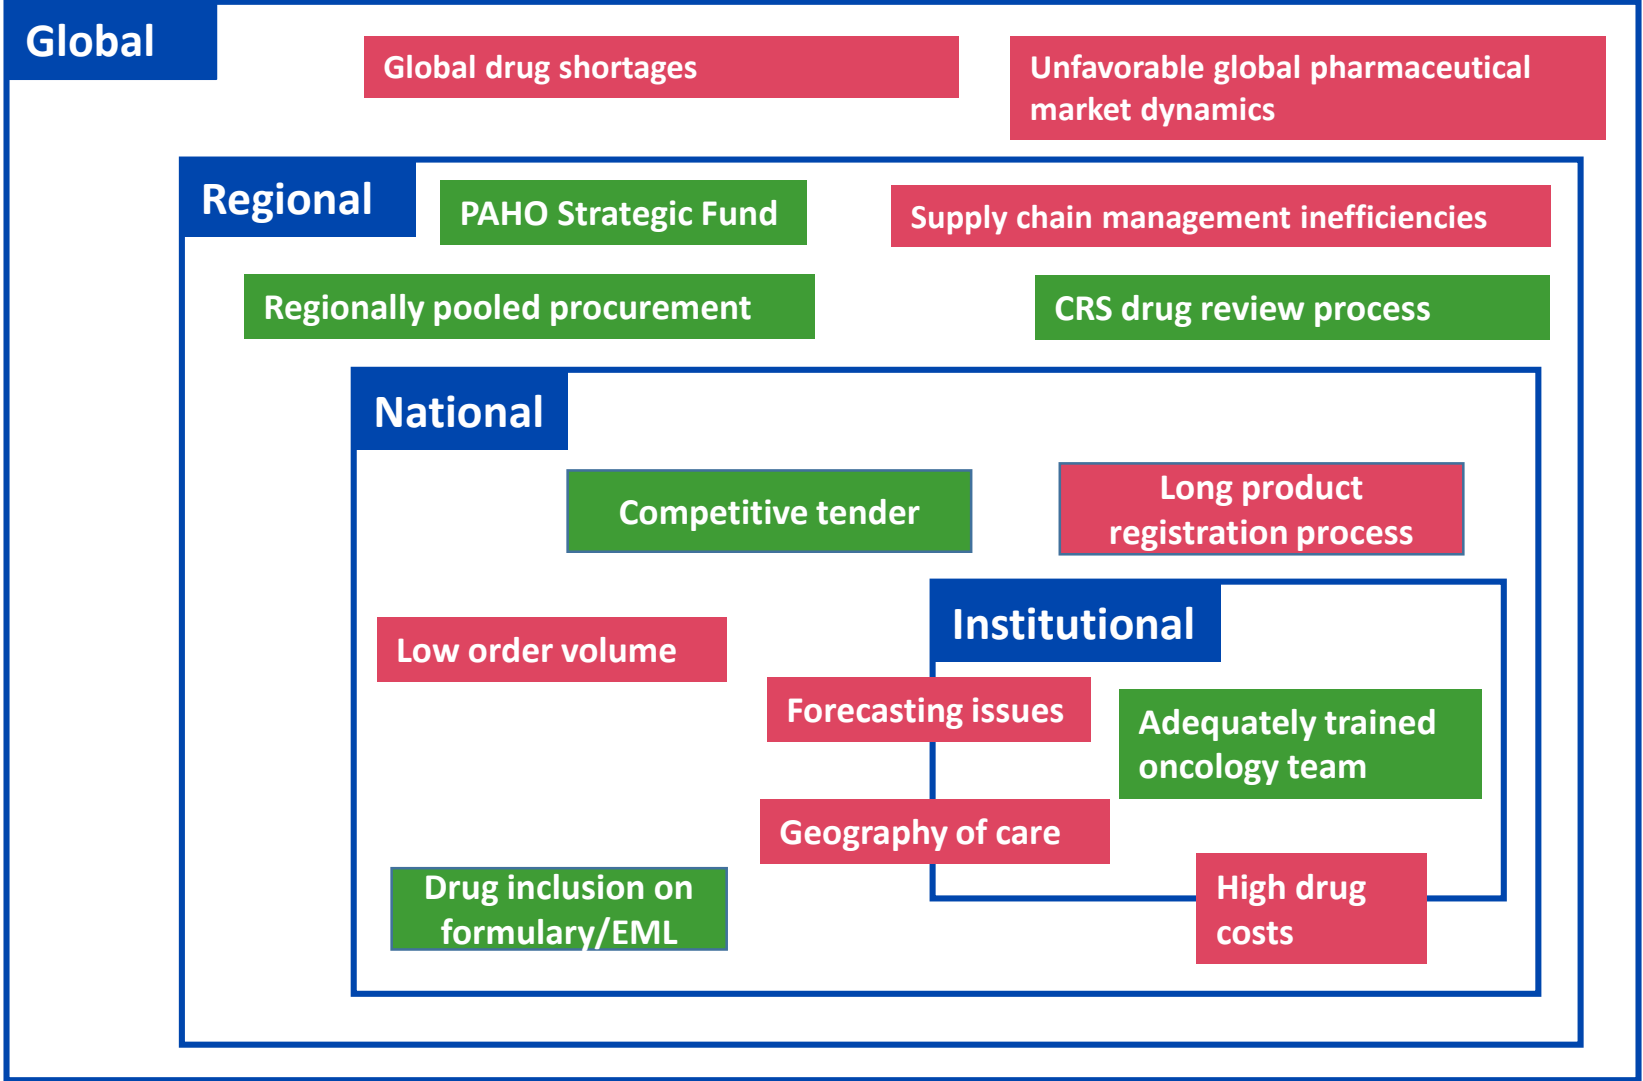 Global
Global drug shortages
Unfavorable global pharmaceutical
market dynamics
Regional
PAHO Strategic Fund
Supply chain management inefficiencies
Regionally pooled procurement
CRS drug review process
National
Competitive tender
Long product
registration process
Institutional
Low order volume
Forecasting issues
Adequately trained
oncology team
Geography of care
Drug inclusion on
formulary/EML
High drug
costs